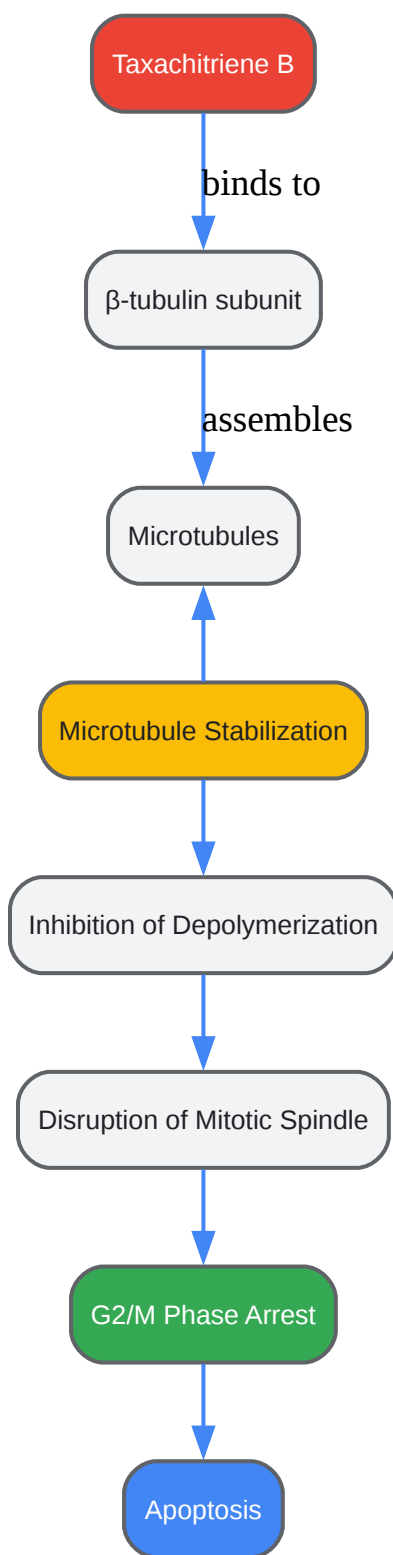 Taxachitriene B
binds to
β-tubulin subunit
assembles
Microtubules
Microtubule Stabilization
Inhibition of Depolymerization
Disruption of Mitotic Spindle
G2/M Phase Arrest
Apoptosis